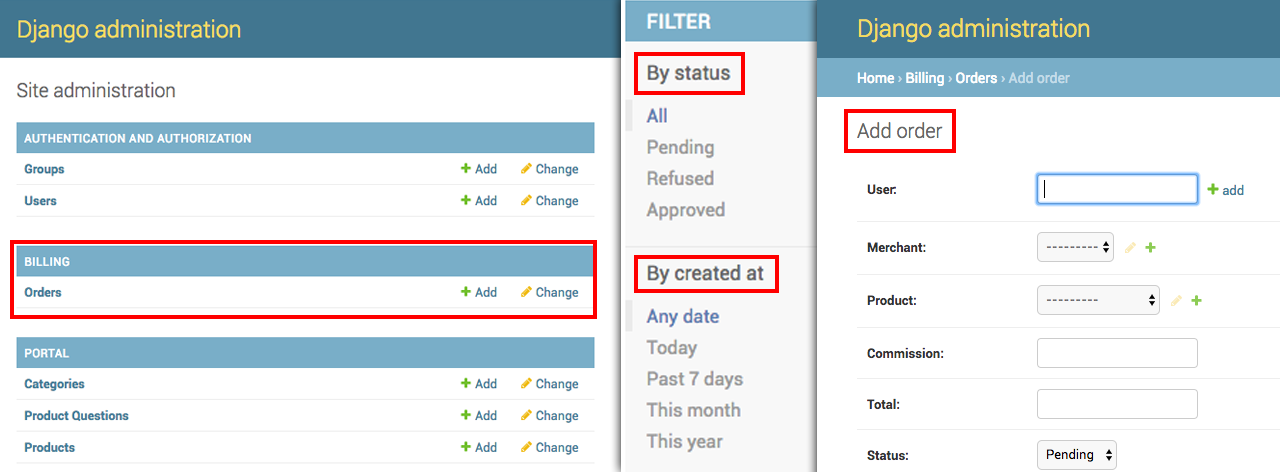 Django administration
Site administration
AUTHENTICATION AND AUTHORIZATION
Groups Add Change
Users Add Change
BILLING
Orders Add Change
PORTAL
Categories Add Change
Product Questions Add Change
Products Add Change
FILTER
By status
All
Pending
Refused
Approved
By created at
Any date
Today
Past 7 days
This month
This year
Django administration
Home › Billing › Orders › Add order
Add order
User: add
Merchant: ---------
Product: ---------
Commission:
Total:
Status: Pending